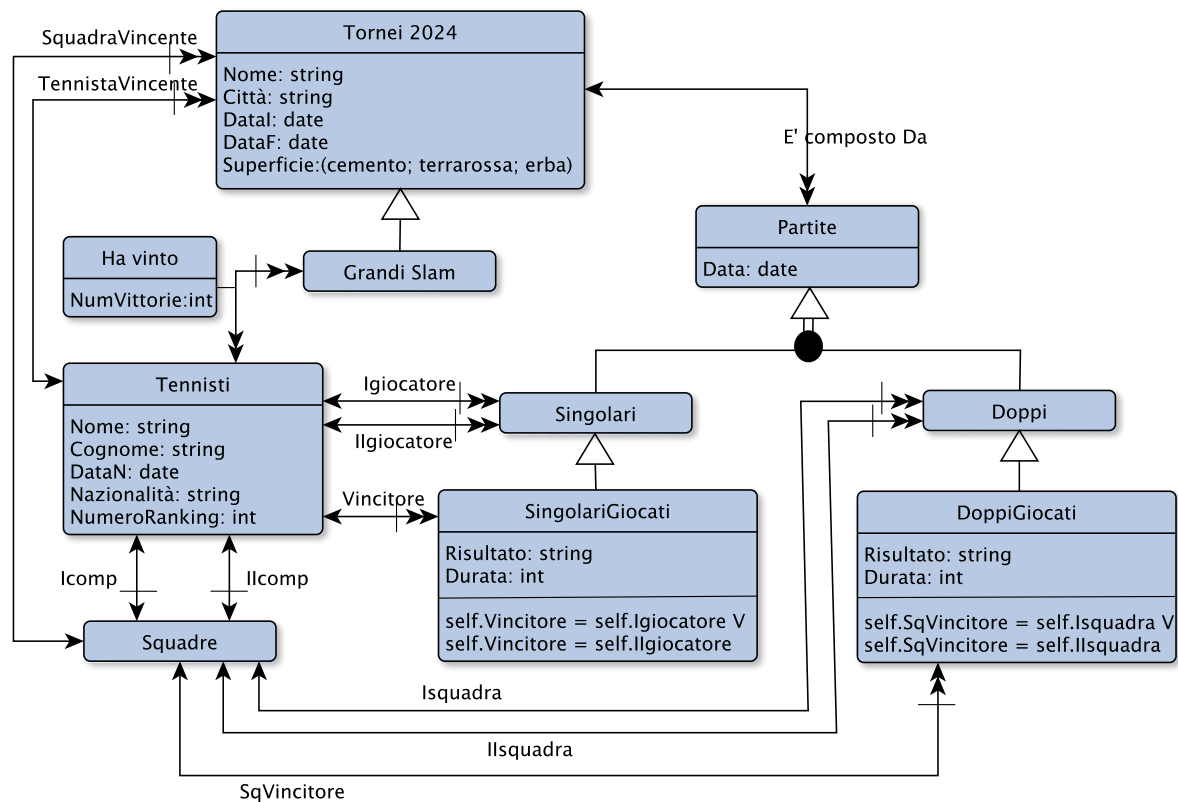 SquadraVincente
TennistaVincente
Tornei 2024
Nome: string
Città: string
DataI: date
DataF: date
Superficie:(cemento; terrarossa; erba)
E' composto Da
Partite
Data: date
Ha vinto
NumVittorie:int
Grandi Slam
Tennisti
Nome: string
Cognome: string
DataN: date
Nazionalità: string
NumeroRanking: int
Igiocatore
IIgiocatore
Vincitore
Singolari
Doppi
SingolariGiocati
Risultato: string
Durata: int
self.Vincitore = self.Igiocatore V
self.Vincitore = self.IIgiocatore
DoppiGiocati
Risultato: string
Durata: int
self.SqVincitore = self.Isquadra V
self.SqVincitore = self.IIsquadra
Icomp
IIcomp
Squadre
Isquadra
IIsquadra
SqVincitore